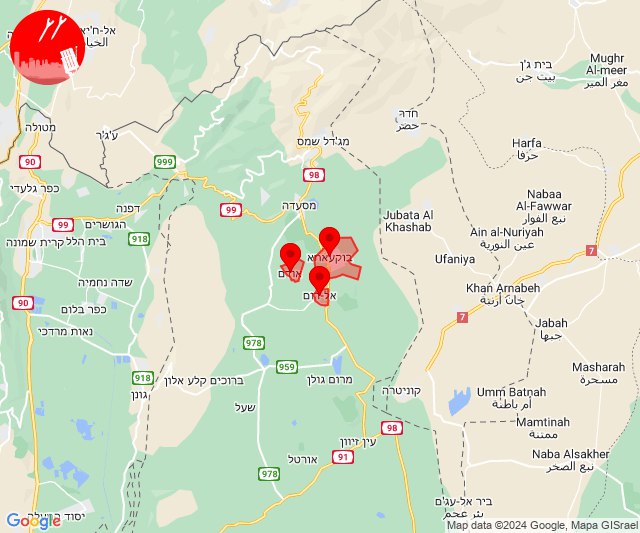 אל-ח'יאם
الخيام
Mughr
Al-meer
مغر المير
בית ג'ן
بيت جن
מטולה
ע'ג'ר
חדר
حضر
Harfa
حرفا
מג'דל שמס
90
999
98
כפר גלעדי
Nabaa
Al-Fawwar
نبع الفوار
מסעדה
99
דפנה
הגושרים
99
Jubata Al
Khashab
Ain al-Nuriyah
عين النورية
918
קרית שמונה
בית הלל
7
בוקעאתא
Ufaniya
אודם
שדה נחמיה
Khan Arnabeh
خان أرنبة
אל-רום
90
כפר בלום
7
Jabah
جبها
נאות מרדכי
978
959
Masharah
مسحرة
918
ברוכים קלע אלון
מרום גולן
גונן
קוניטרה
Umm Batnah
أم باطنة
שעל
98
Mamtinah
ممتنة
עין זיוון
91
אורטל
Naba Alsakher
نبع الصخر
978
ביר אל-עג'ם
بئر عجم
Google
Map data ©2024 Google, Mapa GISrael